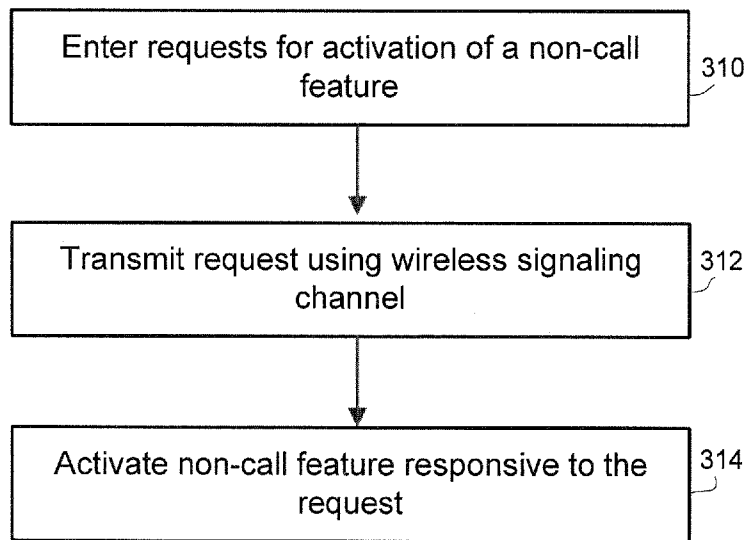 Enter requests for activation of a non-call
feature
310
Transmit request using wireless signaling
channel
312
Activate non-call feature responsive to the
request
314